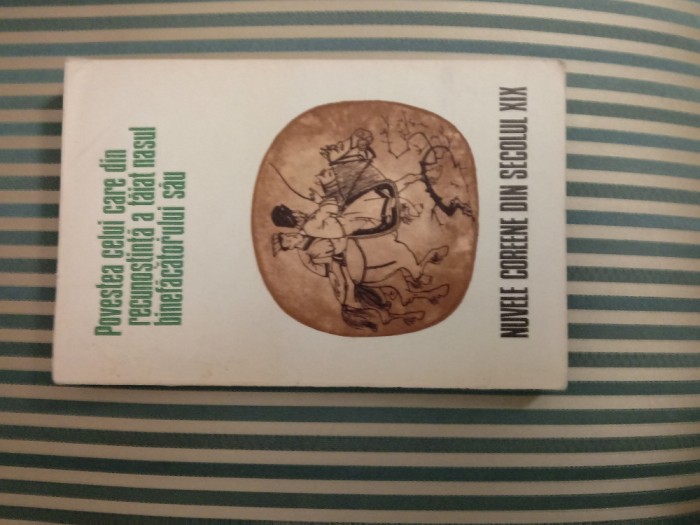 Povestea celui care din
recunoștință a tăiat nasul
binefăcătorului său
NUVELE COREENE DIN SECOLUL XIX